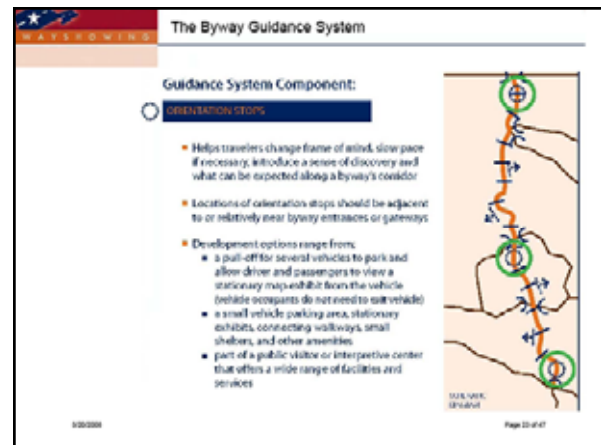 WAYSHOWING
The Byway Guidance System
Guidance System Component:
ORIENTATION STOPS
Helps travelers change frame of mind, slow pace
if necessary, introduce a sense of discovery and
what can be expected along a byway's corridor
Locations of orientation stops should be adjacent
to or relatively near byway entrances or gateways
Development options range from:
a pull-off for several vehicles to park and
allow driver and passengers to view a
stationary map exhibit from the vehicle
(vehicle occupants do not need to exit vehicle)
a small vehicle parking area, stationary
exhibits, connecting walkways, small
shelters, and other amenities
part of a public visitor or interpretive center
that offers a wide range of facilities and
services
Page 23 of 47